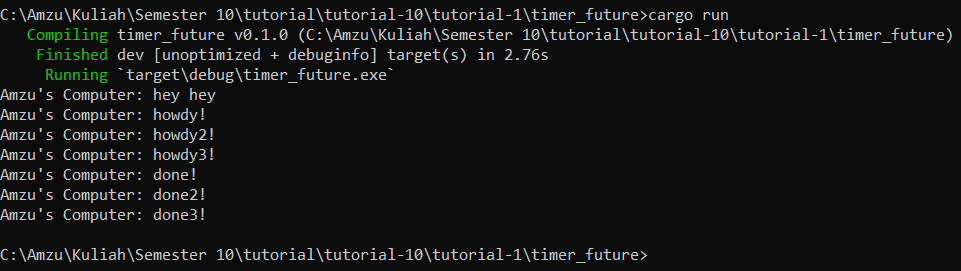 C:\Amzu\Kuliah\Semester 10\tutorial\tutorial-10\tutorial-1\timer_future>cargo run
Compiling timer_future v0.1.0 (C:\Amzu\Kuliah\Semester 10\tutorial\tutorial-10\tutorial-1\timer_future)
Finished dev [unoptimized + debuginfo] target(s) in 2.76s
Running `target\debug\timer_future.exe`
Amzu's Computer: hey hey
Amzu's Computer: howdy!
Amzu's Computer: howdy2!
Amzu's Computer: howdy3!
Amzu's Computer: done!
Amzu's Computer: done2!
Amzu's Computer: done3!
C:\Amzu\Kuliah\Semester 10\tutorial\tutorial-10\tutorial-1\timer_future>